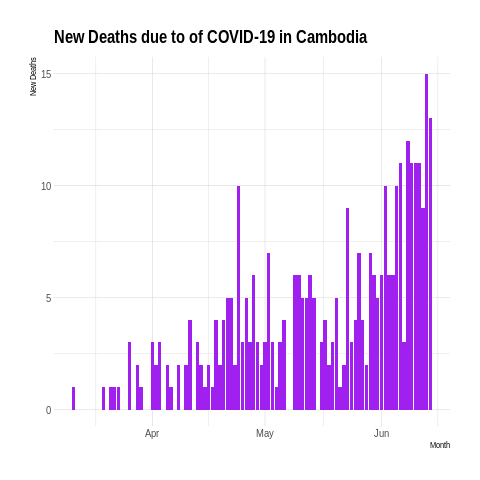 New Deaths due to of COVID-19 in Cambodia
New Deaths
15
10
5
0
Apr May Jun
Month